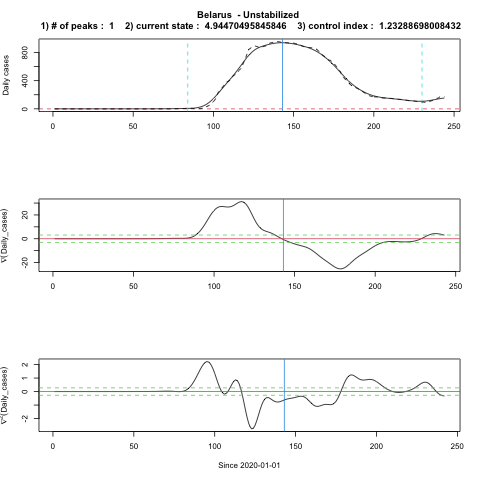 Belarus - Unstabilized
1) # of peaks : 1 2) current state : 4.94470495845846 3) control index : 1.23288698008432
Daily cases
800
400
0
0 50 100 150 200 250
∇(Daily_cases)
20
0
-20
0 50 100 150 200 250
∇²(Daily_cases)
2
1
0
-2
0 50 100 150 200 250
Since 2020-01-01